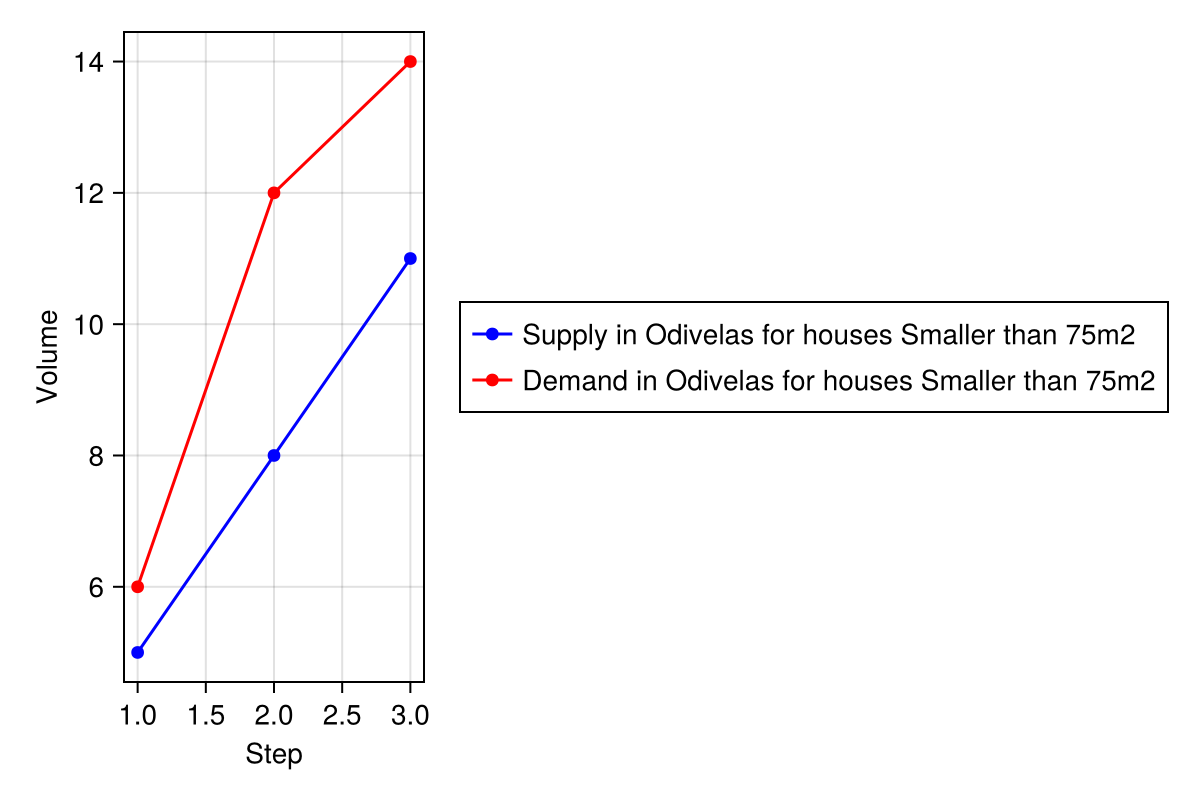 14
12
10
8
6
Volume
1.0 1.5 2.0 2.5 3.0
Step
Supply in Odivelas for houses Smaller than 75m2
Demand in Odivelas for houses Smaller than 75m2